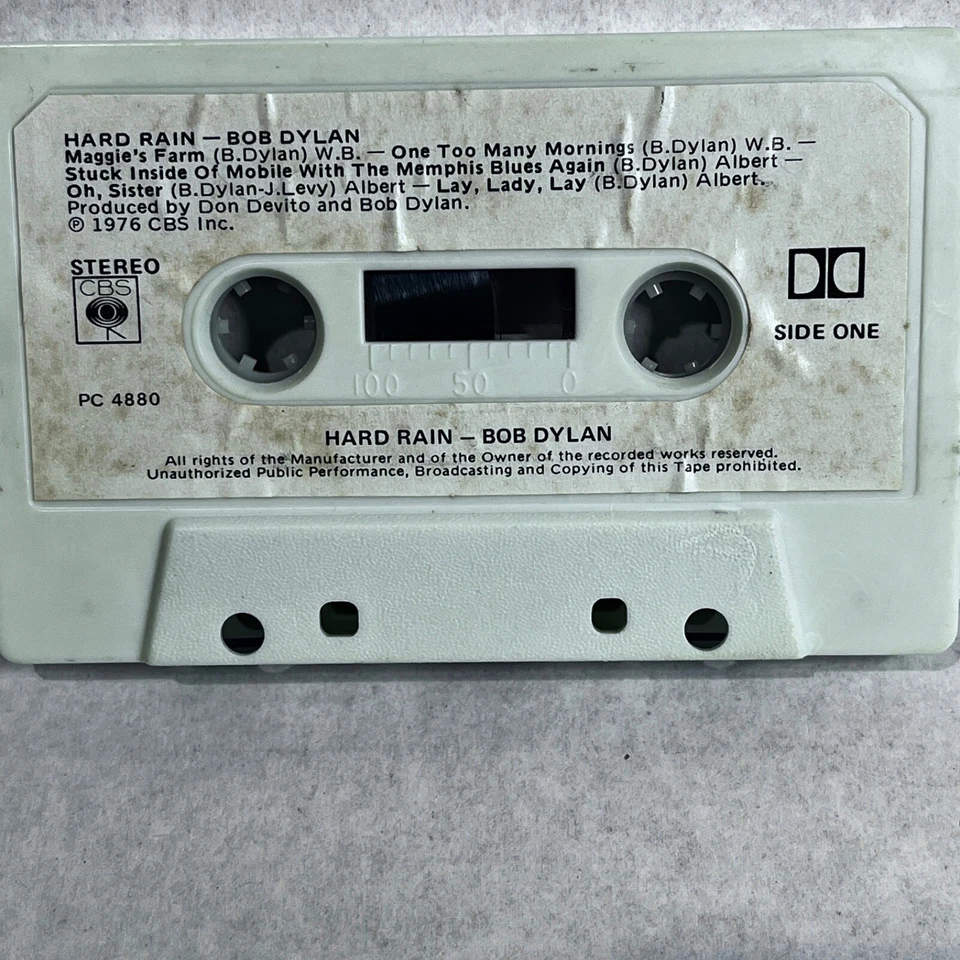 HARD RAIN — BOB DYLAN
Maggie's Farm (B.Dylan) W.B. — One Too Many Mornings (B.Dylan) W.B. —
Stuck Inside Of Mobile With The Memphis Blues Again (B.Dylan) Albert —
Oh, Sister (B.Dylan-J.Levy) Albert — Lay, Lady, Lay (B.Dylan) Albert.
Produced by Don Devito and Bob Dylan.
℗ 1976 CBS Inc.
STEREO
CBS
SIDE ONE
100 50 0
PC 4880
HARD RAIN — BOB DYLAN
All rights of the Manufacturer and of the Owner of the recorded works reserved.
Unauthorized Public Performance, Broadcasting and Copying of this Tape prohibited.